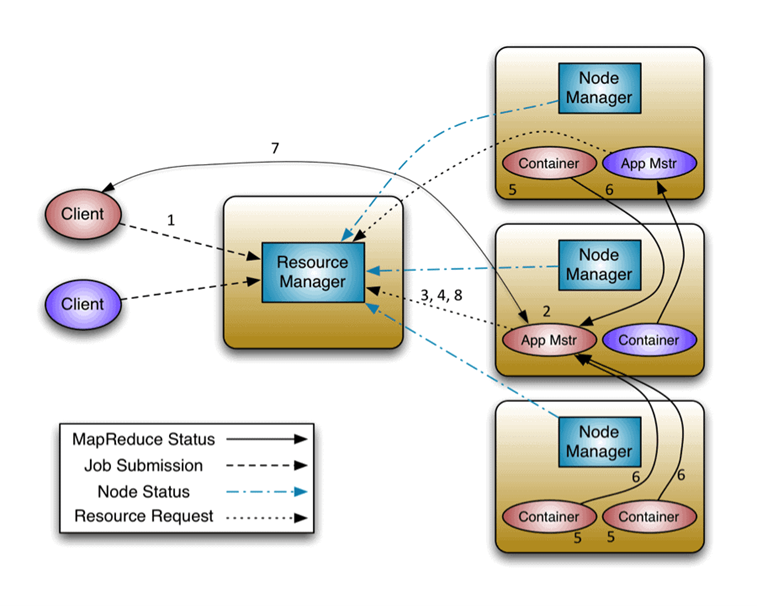 Node
Manager
7
Container
App Mstr
5
6
Client
1
Resource
Manager
Node
Manager
Client
3, 4, 8
2
App Mstr
Container
MapReduce Status
Job Submission
Node Status
Resource Request
Node
Manager
6
6
Container
Container
5
5